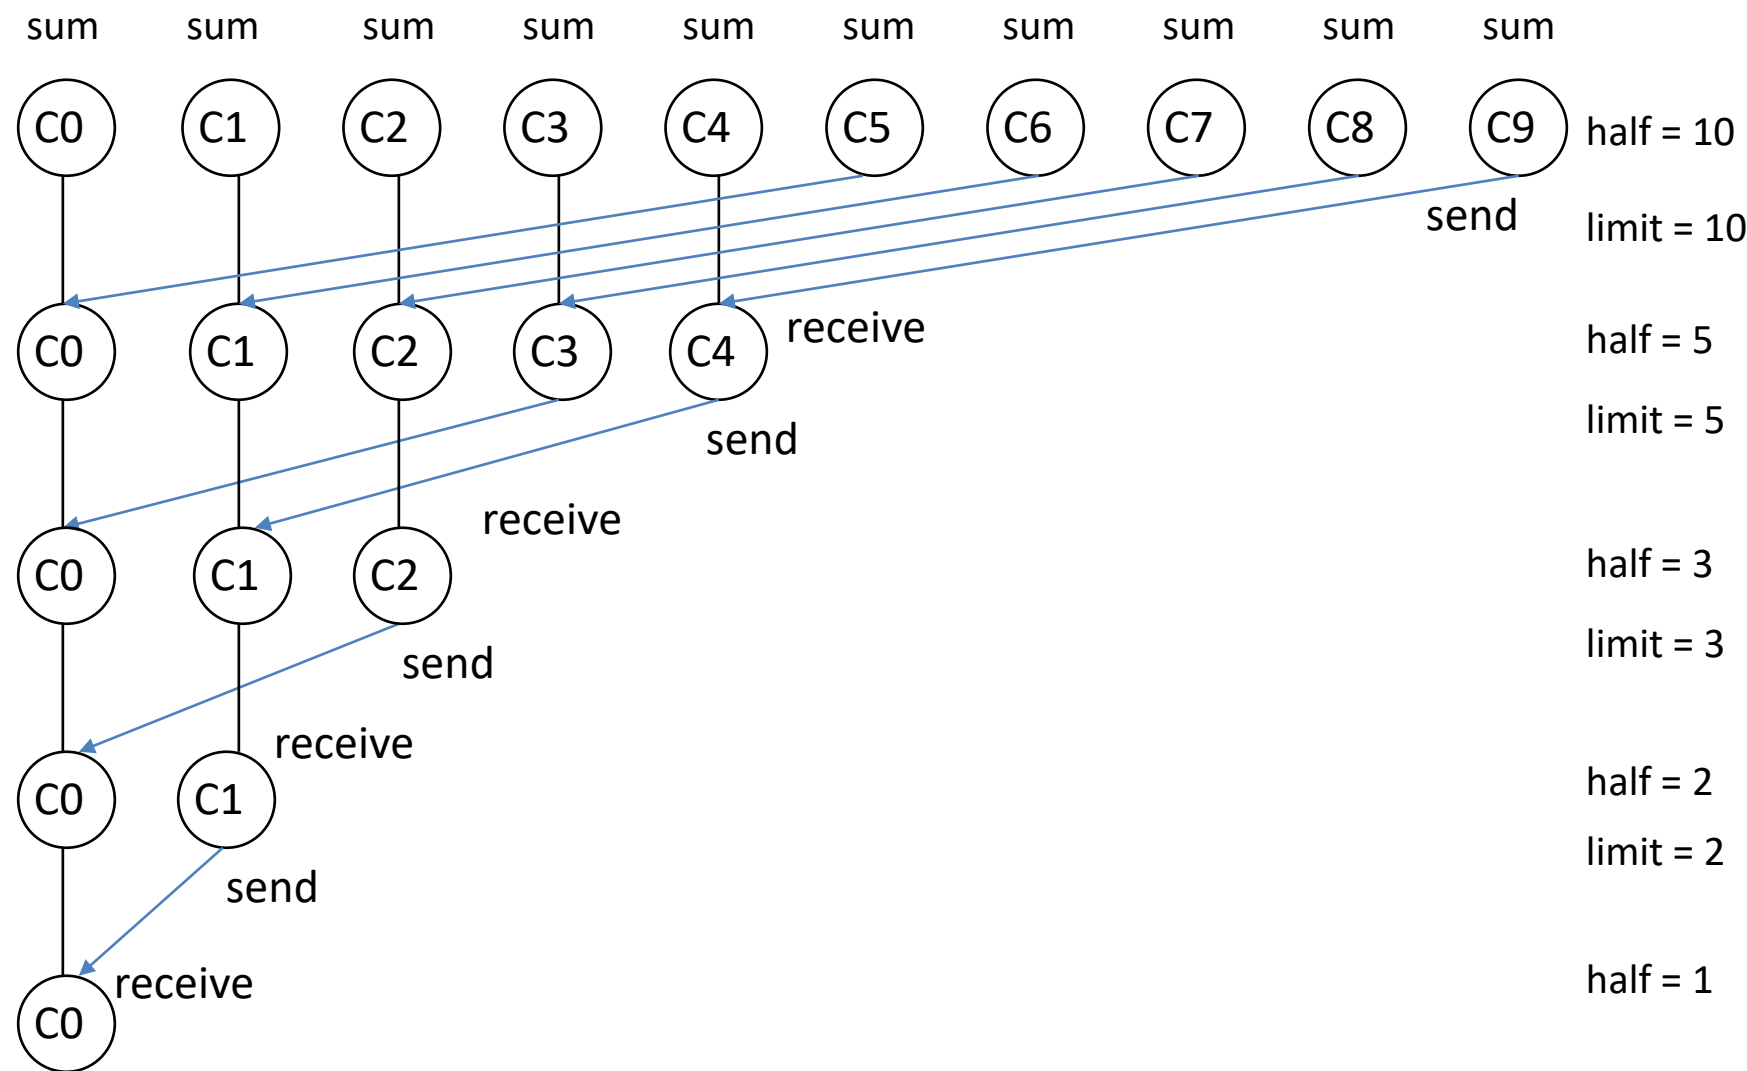 sum sum sum sum sum sum sum sum sum sum
C0 C1 C2 C3 C4 C5 C6 C7 C8 C9 half = 10
send limit = 10
receive
C0 C1 C2 C3 C4 half = 5
send limit = 5
receive
C0 C1 C2 half = 3
send limit = 3
receive
C0 C1 half = 2
send limit = 2
receive half = 1
C0